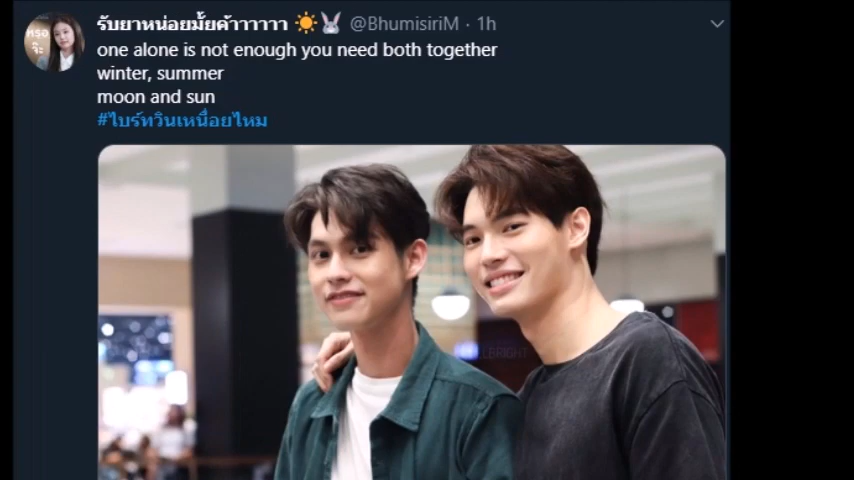 รับยาหน่อยมั้ยค้าาาาาา ☀️🐰 @BhumisiriM · 1h
one alone is not enough you need both together
winter, summer
moon and sun
#ไบร์ทวินเหนื่อยไหม